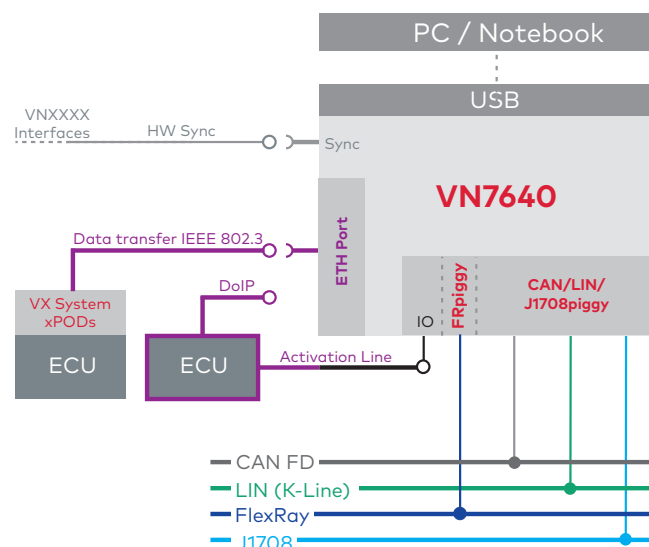 PC / Notebook
USB
VNXXXX
Interfaces
HW Sync
Sync
VN7640
ETH Port
Data transfer IEEE 802.3
DoIP
VX System
xPODs
ECU
ECU
Activation Line
IO
FRpiggy
CAN/LIN/
J1708piggy
CAN FD
LIN (K-Line)
FlexRay
J1708